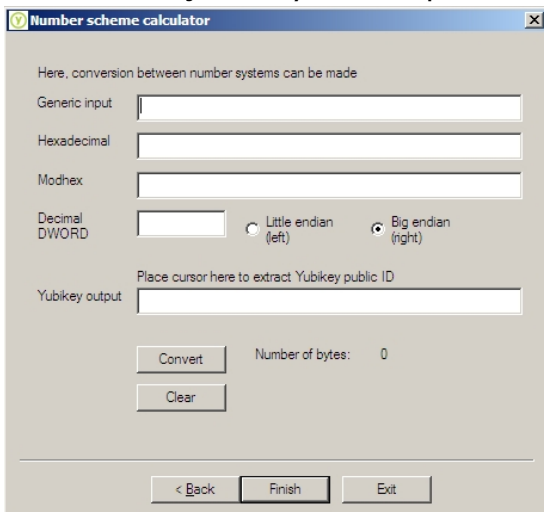 Number scheme calculator
Here, conversion between number systems can be made
Generic input
Hexadecimal
Modhex
Decimal
DWORD
Little endian
(left)
Big endian
(right)
Place cursor here to extract Yubikey public ID
Yubikey output
Convert
Number of bytes: 0
Clear
< Back
Finish
Exit